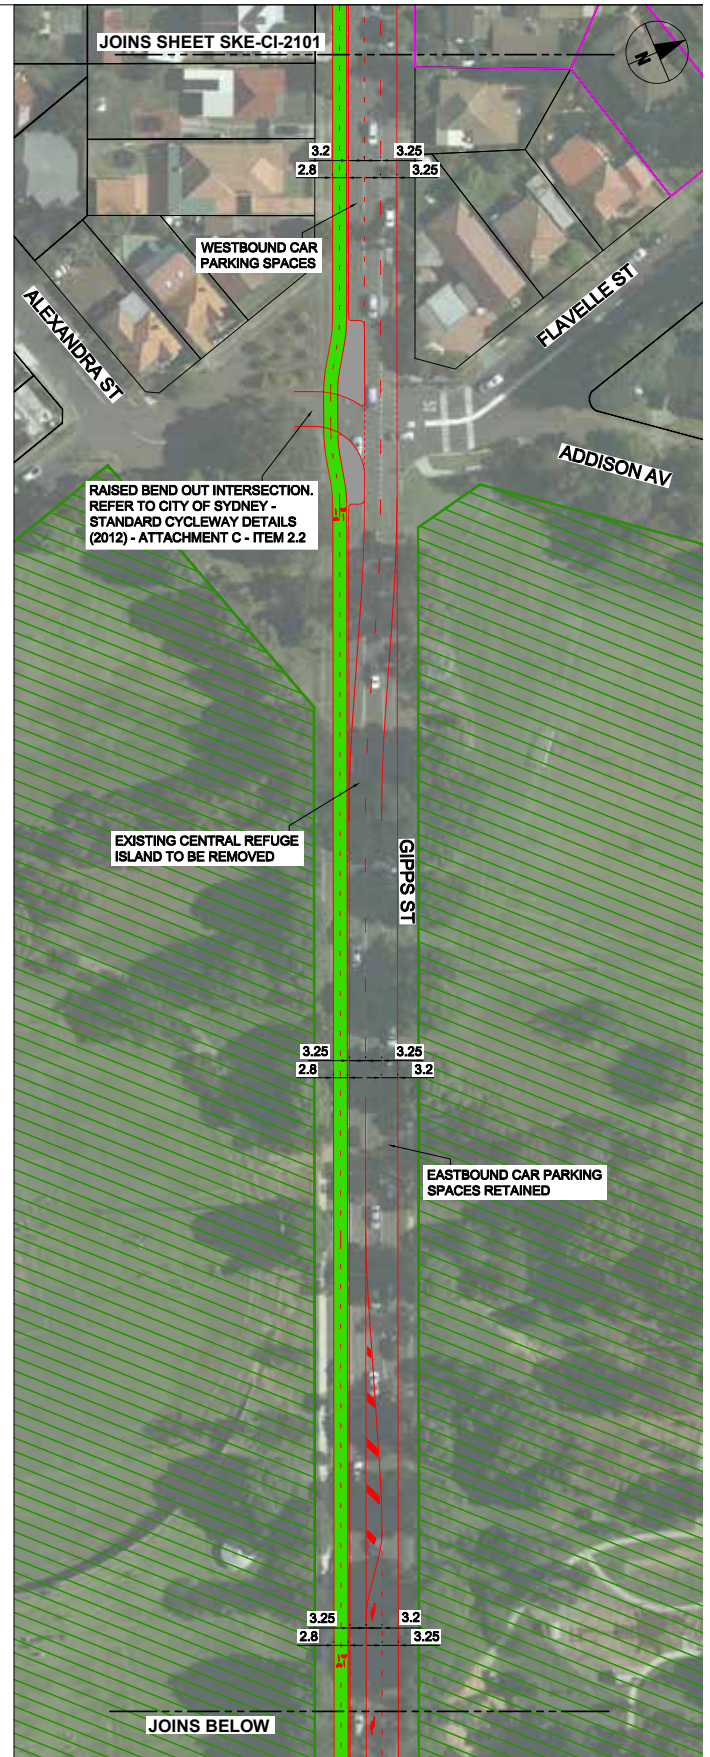 JOINS SHEET SKE-CI-2101
N
3.2
3.25
2.8
3.25
WESTBOUND CAR
PARKING SPACES
ALEXANDRA ST
FLAVELLE ST
ADDISON AV
RAISED BEND OUT INTERSECTION.
REFER TO CITY OF SYDNEY -
STANDARD CYCLEWAY DETAILS
(2012) - ATTACHMENT C - ITEM 2.2
EXISTING CENTRAL REFUGE
ISLAND TO BE REMOVED
GIPPS ST
3.25
3.25
2.8
3.2
EASTBOUND CAR PARKING
SPACES RETAINED
3.25
3.2
2.8
3.25
JOINS BELOW